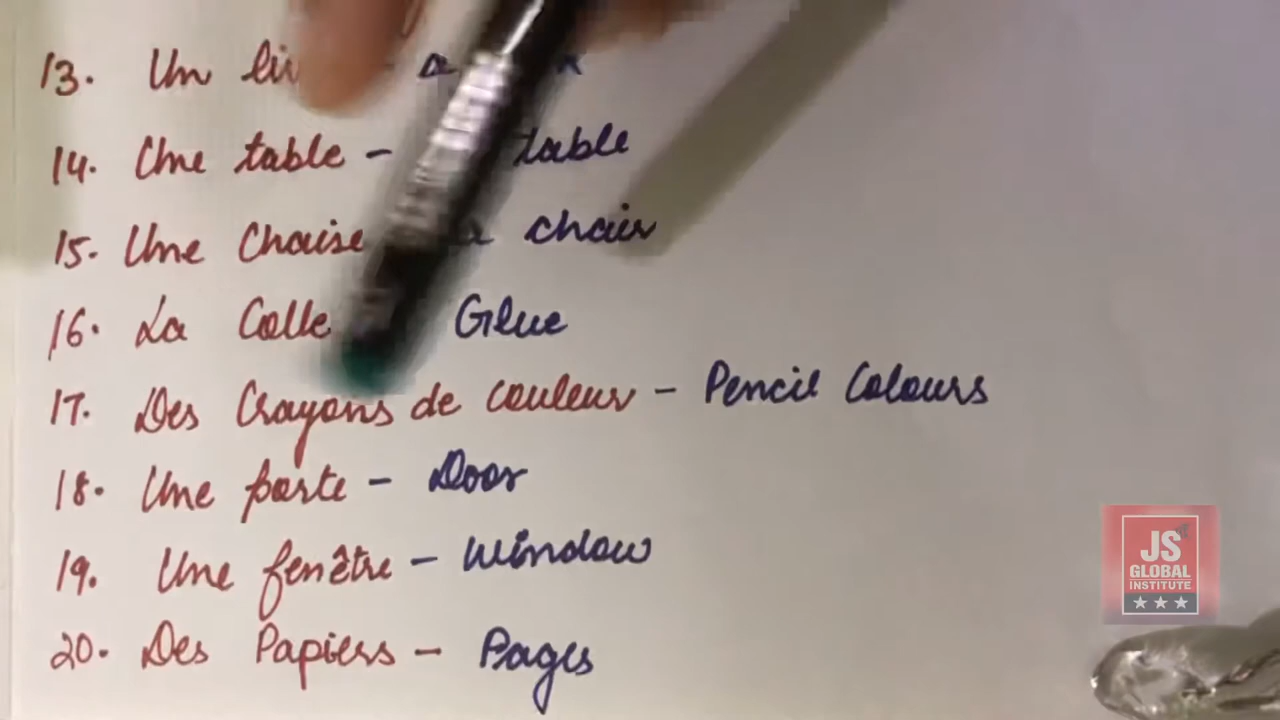 13. Un - a
14. Une table - table
15. Une Chaise chair
16. La Colle Glue
17. Des Crayons de couleur - Pencil Colours
18. Une porte - Door
19. Une fenêtre - Window
20. Des Papiers - Pages
JS
GLOBAL
INSTITUTE